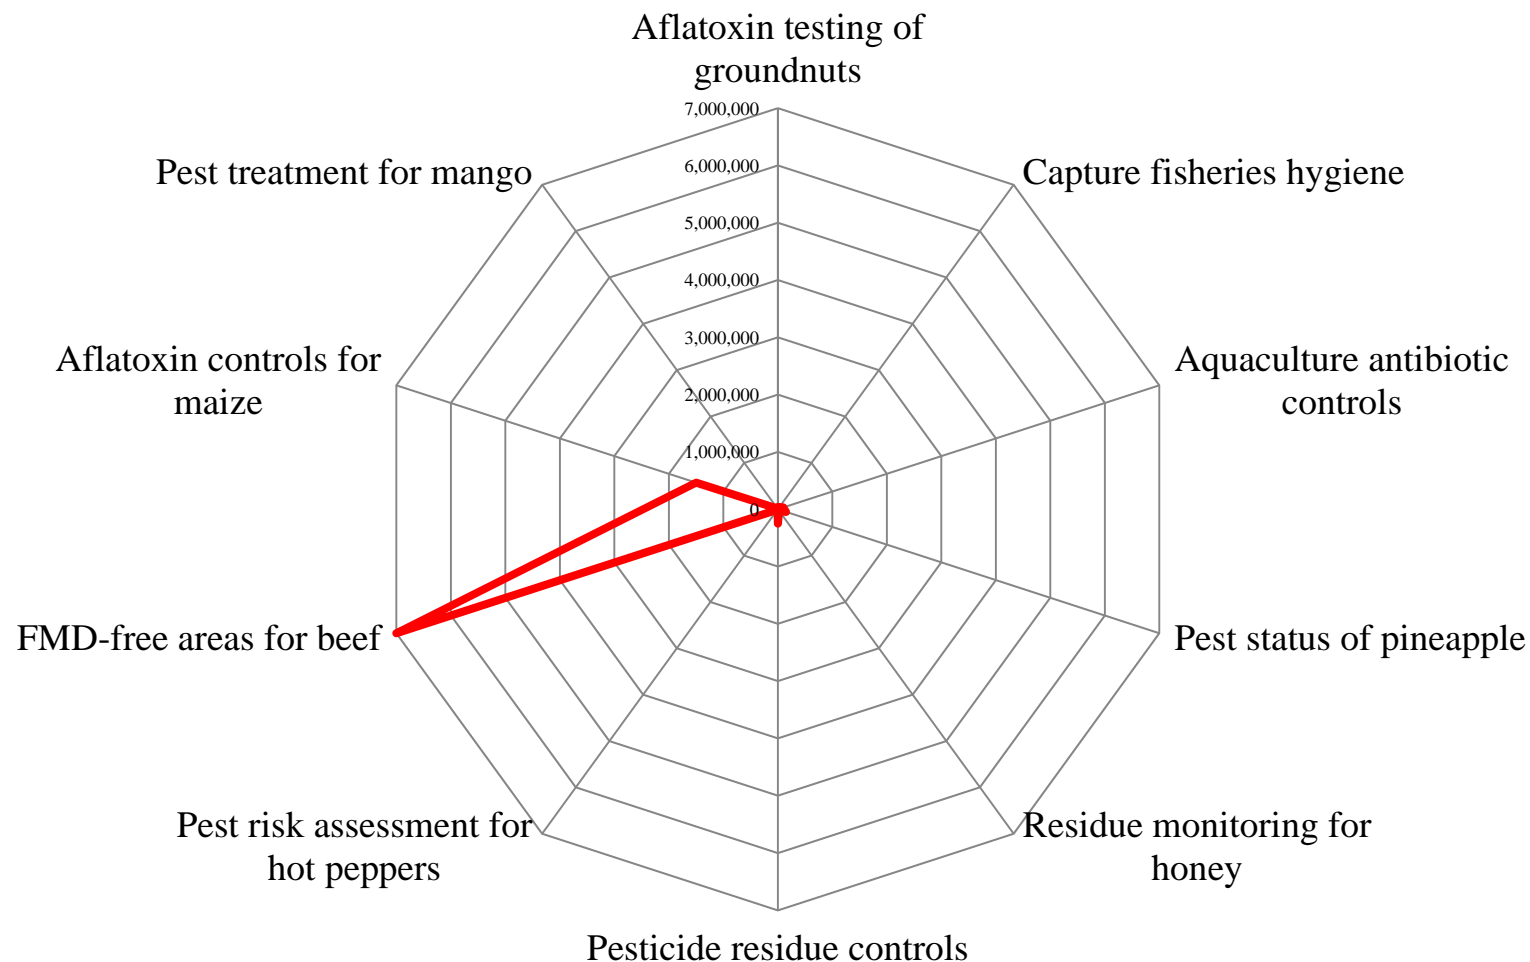 Aflatoxin testing of
groundnuts
7,000,000
Pest treatment for mango
Capture fisheries hygiene
6,000,000
5,000,000
4,000,000
3,000,000
Aflatoxin controls for
maize
Aquaculture antibiotic
controls
2,000,000
1,000,000
0
FMD-free areas for beef
Pest status of pineapple
Pest risk assessment for
hot peppers
Residue monitoring for
honey
Pesticide residue controls